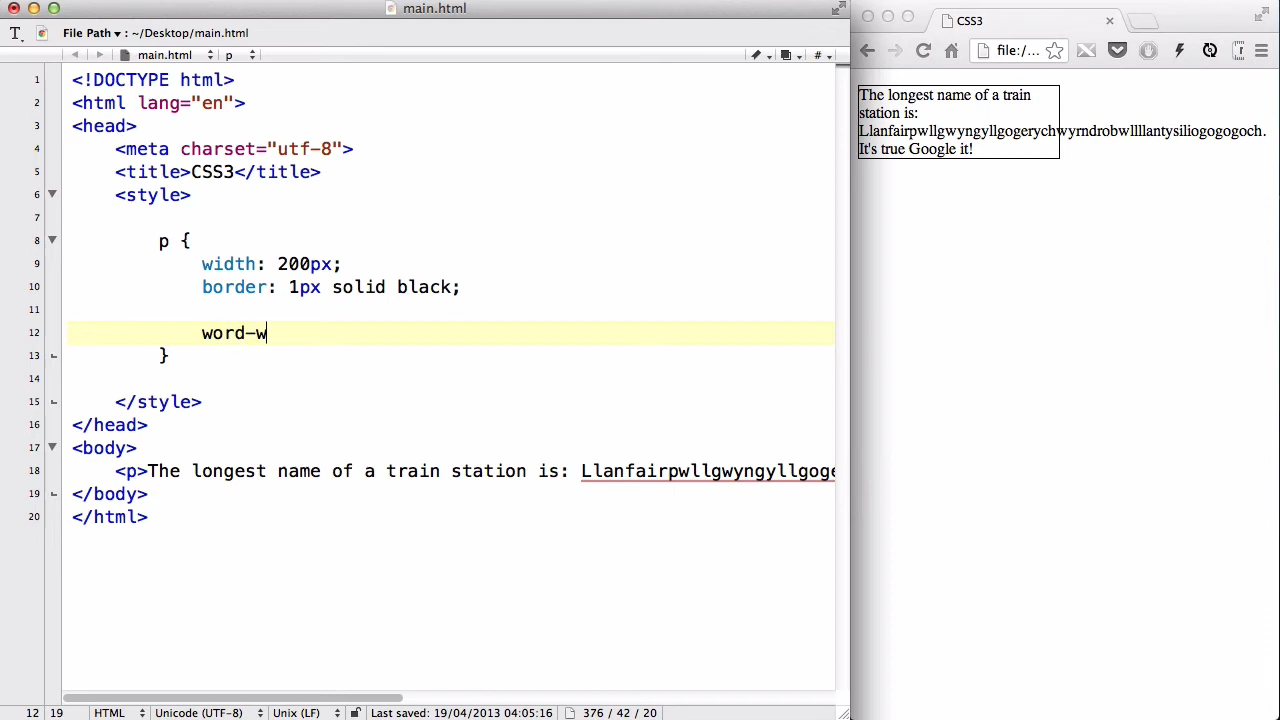 main.html
File Path : ~/Desktop/main.html
main.html p #
1 <!DOCTYPE html>
2 <html lang="en">
3 <head>
4 <meta charset="utf-8">
5 <title>CSS3</title>
6 <style>
7
8 p {
9 width: 200px;
10 border: 1px solid black;
11
12 word-w
13 }
14
15 </style>
16 </head>
17 <body>
18 <p>The longest name of a train station is: Llanfairpwllgwyngyllgoge
19 </body>
20 </html>
12 19 HTML Unicode (UTF-8) Unix (LF) Last saved: 19/04/2013 04:05:16 376 / 42 / 20
CSS3
file:/...
The longest name of a train
station is:
Llanfairpwllgwyngyllgogerychwyrndrobwllllantysiliogogogoch.
It's true Google it!